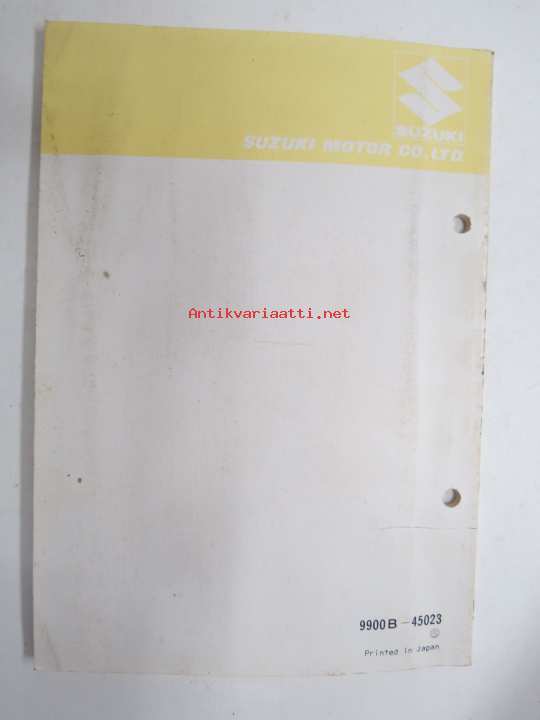 SUZUKI
SUZUKI MOTOR CO.,LTD.
Antikvariaatti.net
9900B-45023
Printed in Japan